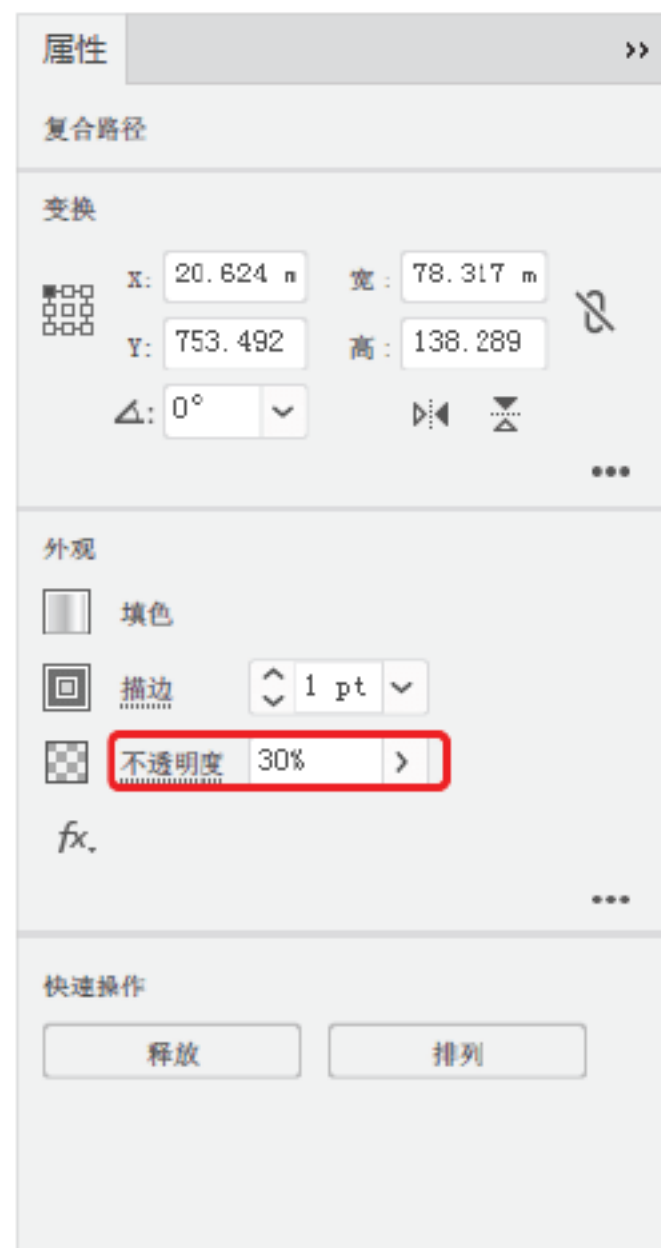 属性
复合路径
变换
X: 20.624 m 宽: 78.317 m
Y: 753.492 高: 138.289
0°
外观
填色
描边 1 pt
不透明度 30%
fx.
快速操作
释放 排列